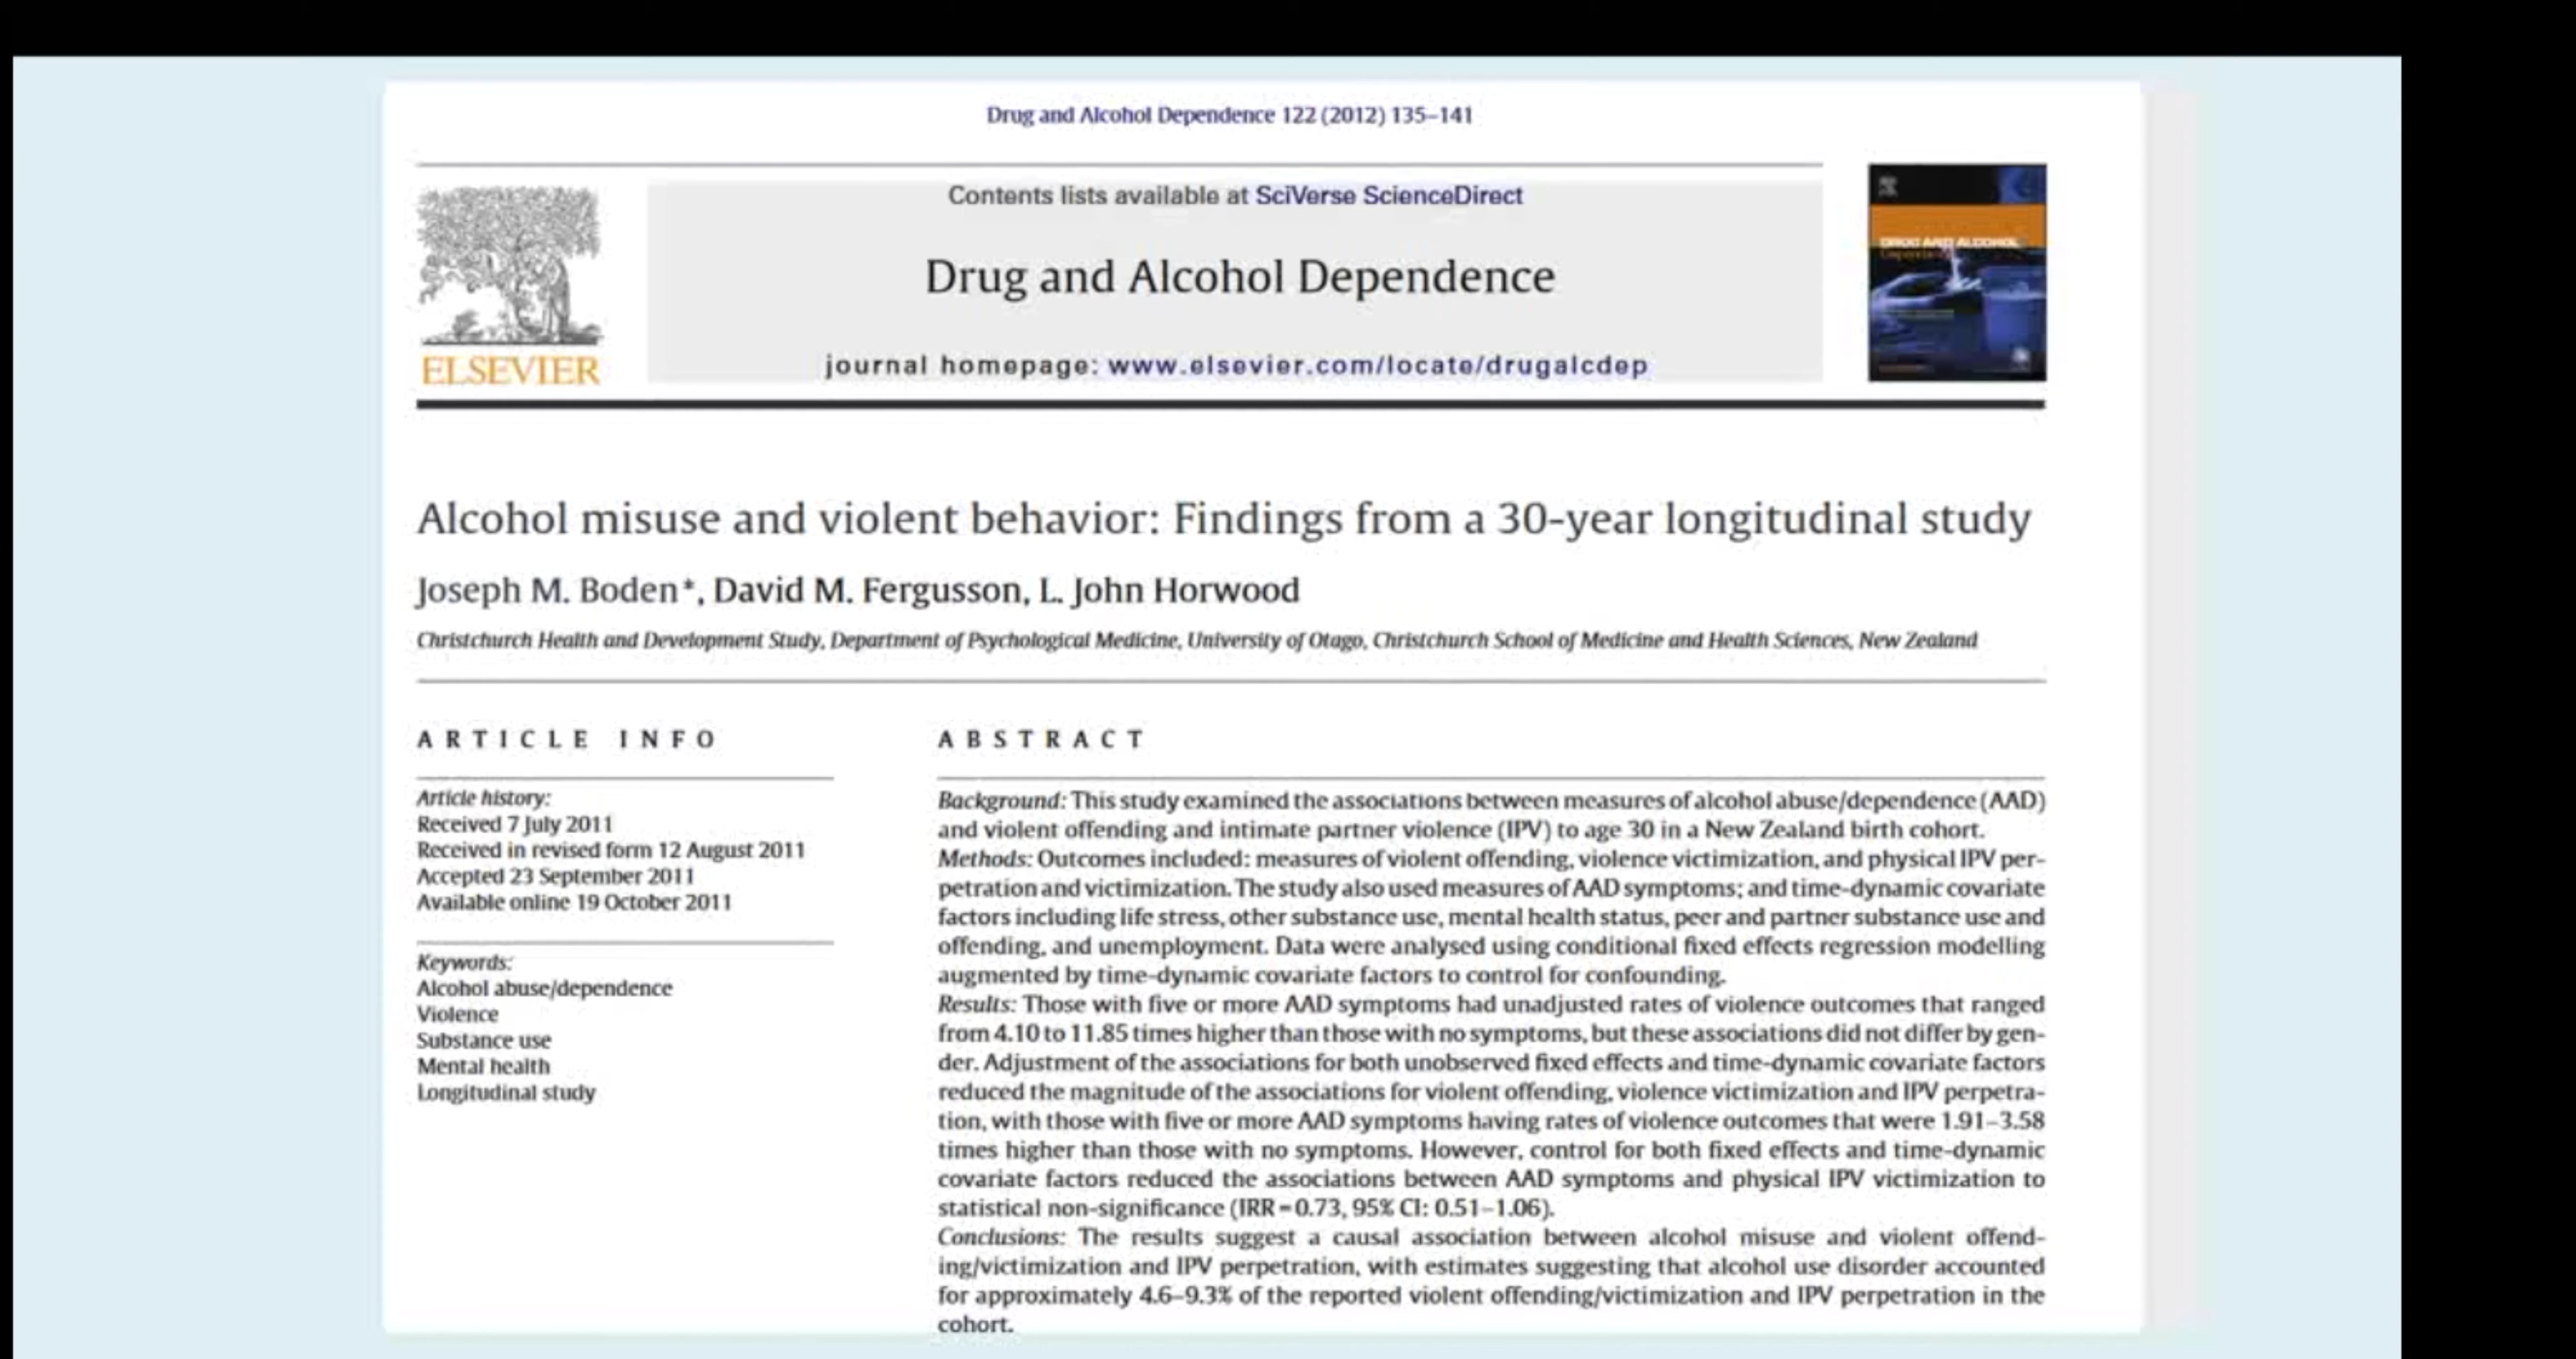 Drug and Alcohol Dependence 122 (2012) 135–141
Contents lists available at SciVerse ScienceDirect
Drug and Alcohol Dependence
journal homepage: www.elsevier.com/locate/drugalcdep
ELSEVIER
DRUG AND ALCOHOL
Alcohol misuse and violent behavior: Findings from a 30-year longitudinal study
Joseph M. Boden*, David M. Fergusson, L. John Horwood
Christchurch Health and Development Study, Department of Psychological Medicine, University of Otago, Christchurch School of Medicine and Health Sciences, New Zealand
ARTICLE INFO
Article history:
Received 7 July 2011
Received in revised form 12 August 2011
Accepted 23 September 2011
Available online 19 October 2011
Keywords:
Alcohol abuse/dependence
Violence
Substance use
Mental health
Longitudinal study
ABSTRACT
Background: This study examined the associations between measures of alcohol abuse/dependence (AAD)
and violent offending and intimate partner violence (IPV) to age 30 in a New Zealand birth cohort.
Methods: Outcomes included: measures of violent offending, violence victimization, and physical IPV per-
petration and victimization. The study also used measures of AAD symptoms; and time-dynamic covariate
factors including life stress, other substance use, mental health status, peer and partner substance use and
offending, and unemployment. Data were analysed using conditional fixed effects regression modelling
augmented by time-dynamic covariate factors to control for confounding.
Results: Those with five or more AAD symptoms had unadjusted rates of violence outcomes that ranged
from 4.10 to 11.85 times higher than those with no symptoms, but these associations did not differ by gen-
der. Adjustment of the associations for both unobserved fixed effects and time-dynamic covariate factors
reduced the magnitude of the associations for violent offending, violence victimization and IPV perpetra-
tion, with those with five or more AAD symptoms having rates of violence outcomes that were 1.91–3.58
times higher than those with no symptoms. However, control for both fixed effects and time-dynamic
covariate factors reduced the associations between AAD symptoms and physical IPV victimization to
statistical non-significance (IRR = 0.73, 95% CI: 0.51–1.06).
Conclusions: The results suggest a causal association between alcohol misuse and violent offend-
ing/victimization and IPV perpetration, with estimates suggesting that alcohol use disorder accounted
for approximately 4.6–9.3% of the reported violent offending/victimization and IPV perpetration in the
cohort.